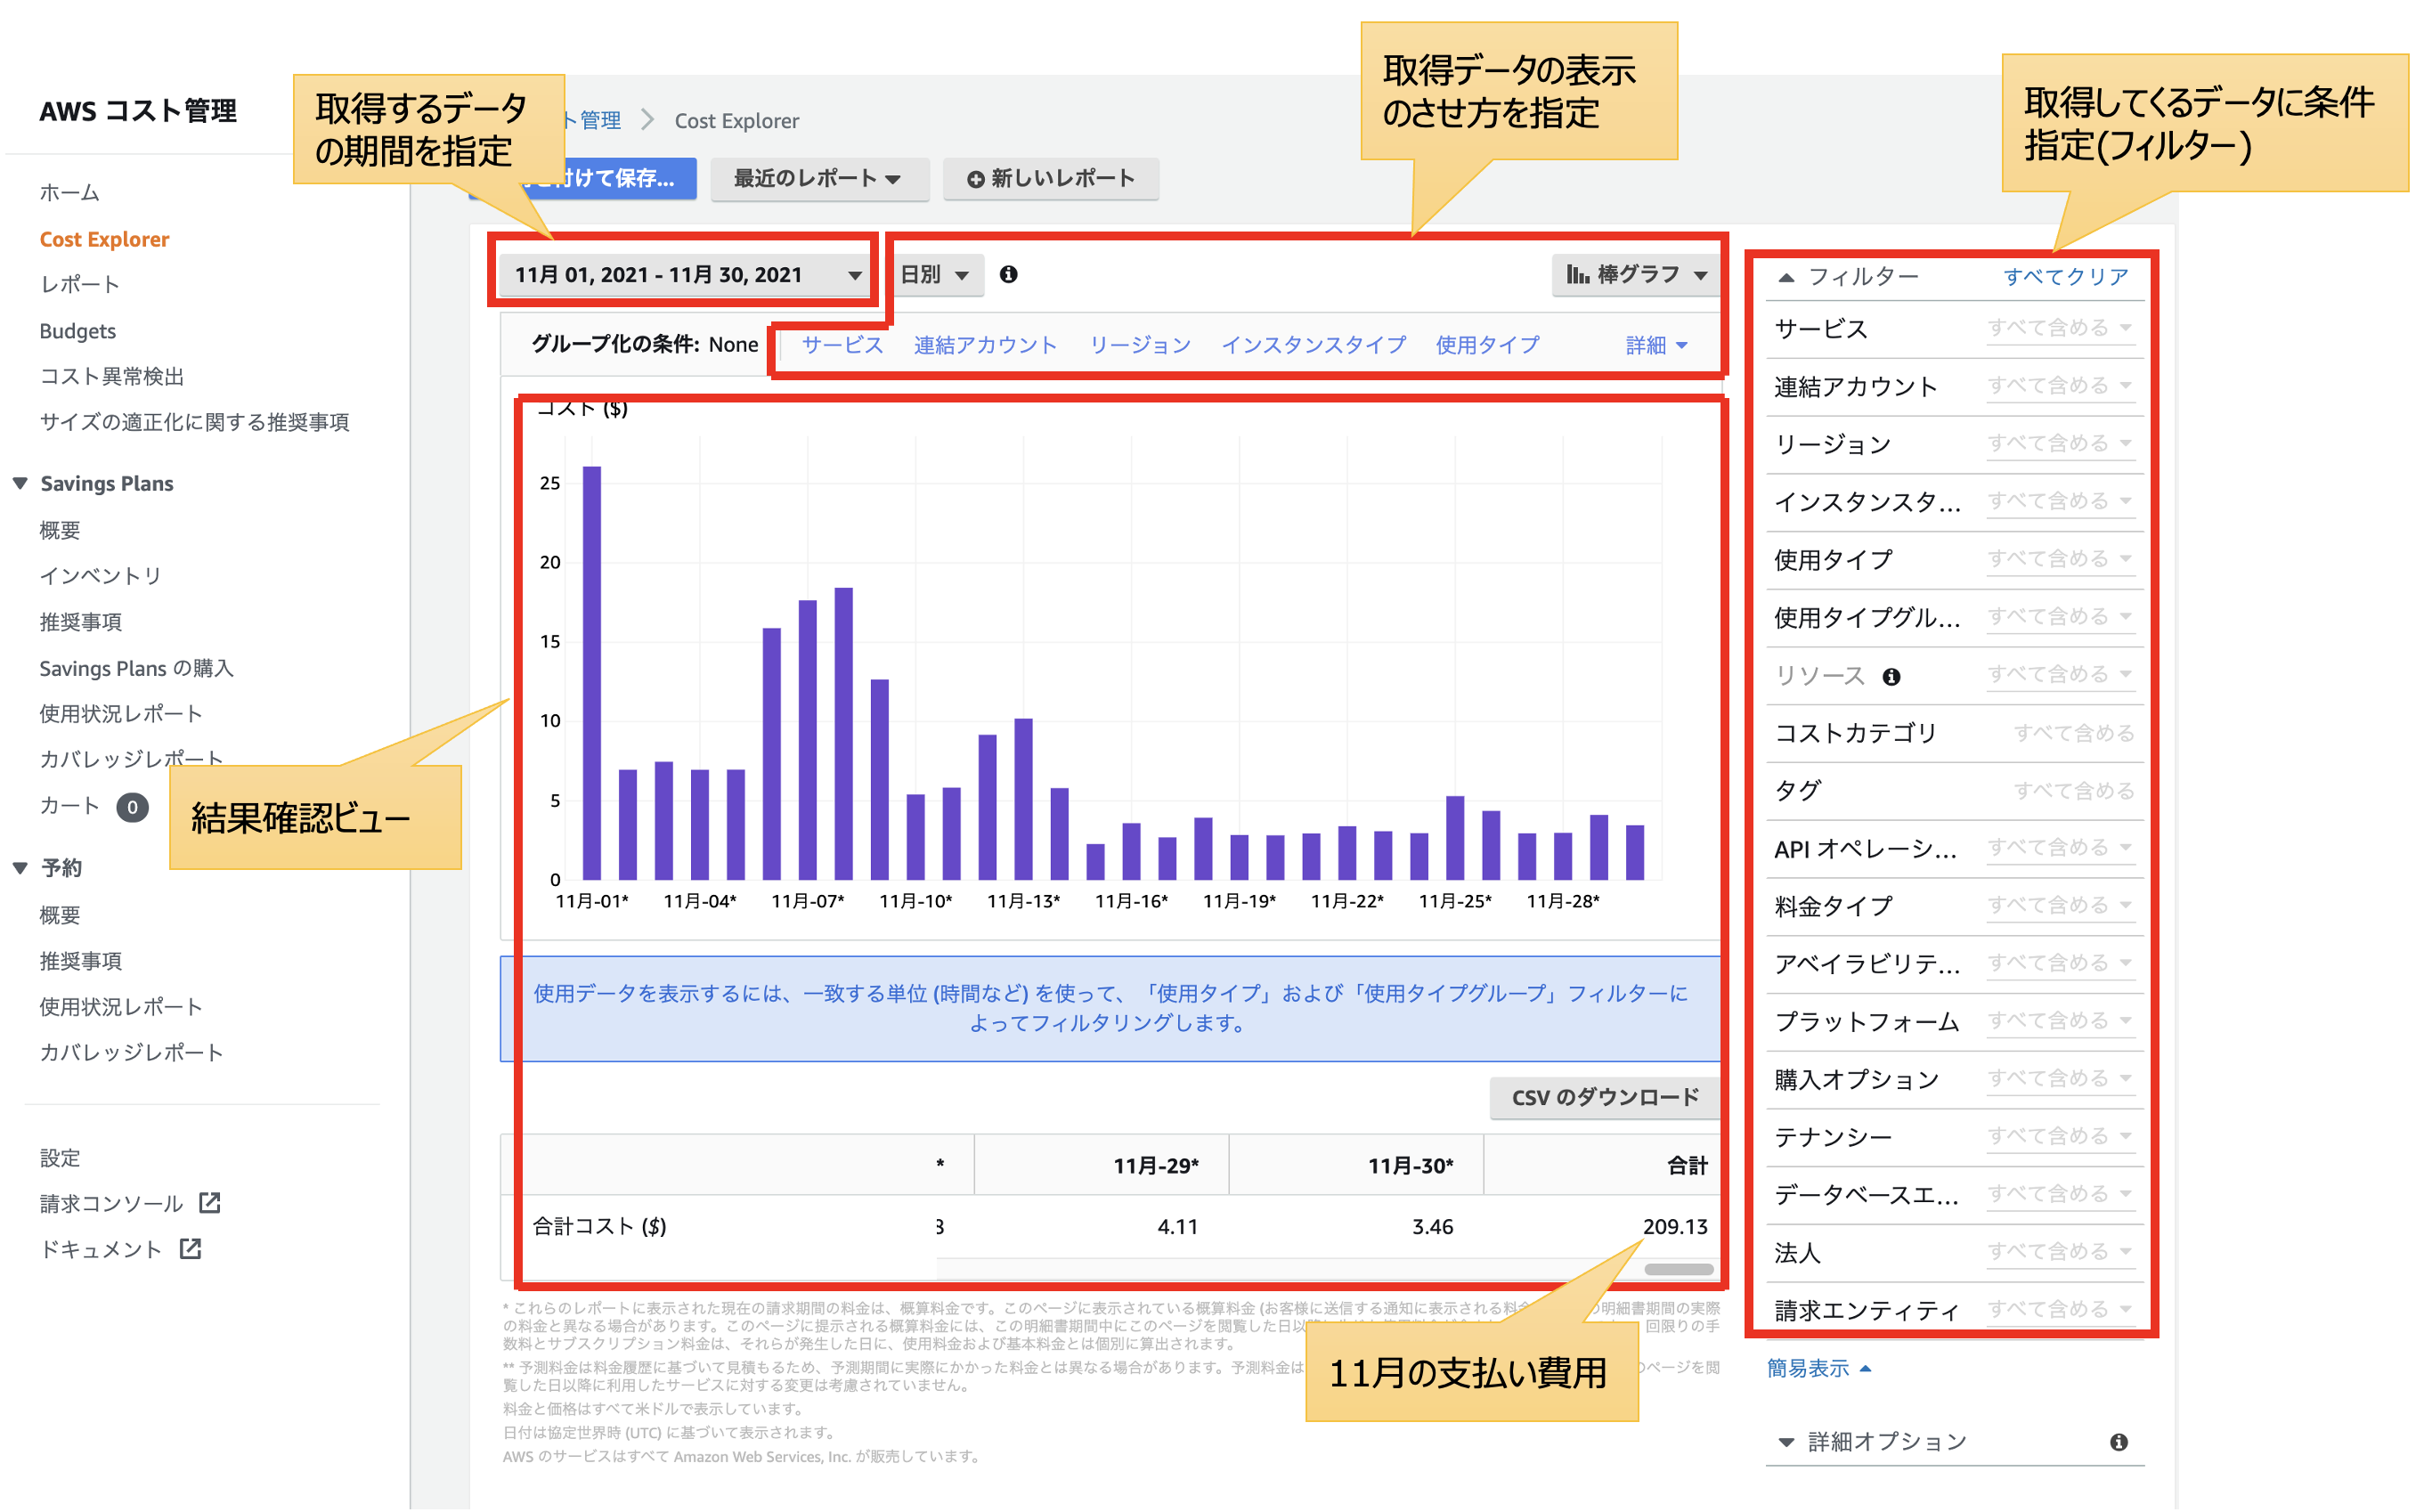 取得するデータ
の期間を指定
取得データの表示
のさせ方を指定
取得してくるデータに条件
指定(フィルター)
AWS コスト管理
ホーム
Cost Explorer
レポート
Budgets
コスト異常検出
サイズの適正化に関する推奨事項
Savings Plans
概要
インベントリ
推奨事項
Savings Plans の購入
使用状況レポート
カバレッジレポート
カート 0
予約
概要
推奨事項
使用状況レポート
カバレッジレポート
設定
請求コンソール
ドキュメント
結果確認ビュー
ト管理 Cost Explorer
付けて保存... 最近のレポート 新しいレポート
11月 01, 2021 - 11月 30, 2021 日別 棒グラフ
グループ化の条件: None サービス 連結アカウント リージョン インスタンスタイプ 使用タイプ 詳細
コスト ($)
25
20
15
10
5
0
11月-01* 11月-04* 11月-07* 11月-10* 11月-13* 11月-16* 11月-19* 11月-22* 11月-25* 11月-28*
使用データを表示するには、一致する単位 (時間など) を使って、「使用タイプ」および「使用タイプグループ」フィルターに
よってフィルタリングします。
CSV のダウンロード
* 11月-29* 11月-30* 合計
合計コスト ($) 3 4.11 3.46 209.13
* これらのレポートに表示された現在の請求期間の料金は、概算料金です。このページに表示されている概算料金 (お客様に送信する通知に表示される料金 の明細書期間の実際
の料金と異なる場合があります。このページに提示される概算料金には、この明細書期間中にこのページを閲覧した日以降 回限りの手
数料とサブスクリプション料金は、それらが発生した日に、使用料金および基本料金とは個別に算出されます。
** 予測料金は料金履歴に基づいて見積もるため、予測期間に実際にかかった料金とは異なる場合があります。予測料金は のページを閲
覧した日以降に利用したサービスに対する変更は考慮されていません。
料金と価格はすべて米ドルで表示しています。
日付は協定世界時 (UTC) に基づいて表示されます。
AWS のサービスはすべて Amazon Web Services, Inc. が販売しています。
11月の支払い費用
フィルター すべてクリア
サービス すべて含める
連結アカウント すべて含める
リージョン すべて含める
インスタンスタ... すべて含める
使用タイプ すべて含める
使用タイプグル... すべて含める
リソース すべて含める
コストカテゴリ すべて含める
タグ すべて含める
API オペレーシ... すべて含める
料金タイプ すべて含める
アベイラビリテ... すべて含める
プラットフォーム すべて含める
購入オプション すべて含める
テナンシー すべて含める
データベースエ... すべて含める
法人 すべて含める
請求エンティティ すべて含める
簡易表示
詳細オプション